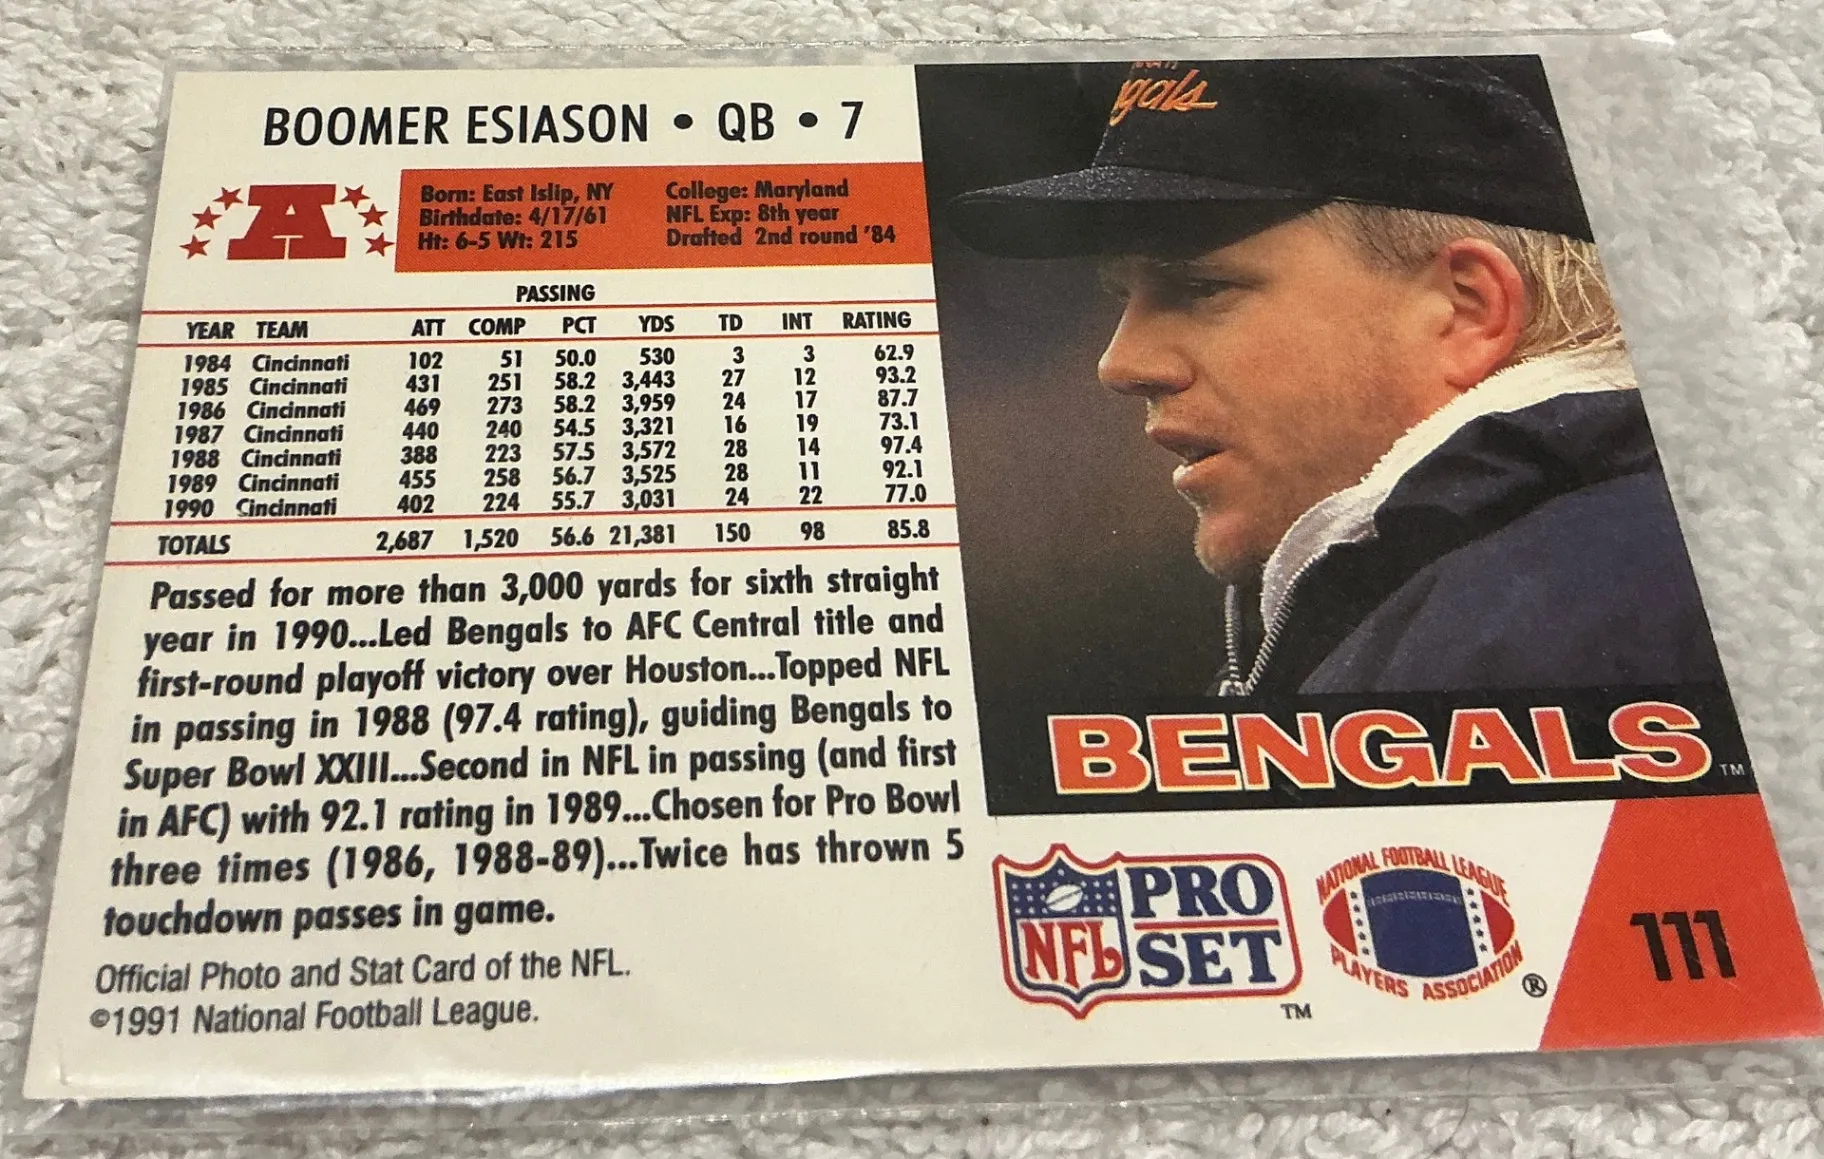 BOOMER ESIASON • QB • 7
A
Born: East Islip, NY
Birthdate: 4/17/61
Ht: 6-5 Wt: 215
College: Maryland
NFL Exp: 8th year
Drafted 2nd round '84
PASSING
YEAR TEAM ATT COMP PCT YDS TD INT RATING
1984 Cincinnati 102 51 50.0 530 3 3 62.9
1985 Cincinnati 431 251 58.2 3,443 27 12 93.2
1986 Cincinnati 469 273 58.2 3,959 24 17 87.7
1987 Cincinnati 440 240 54.5 3,321 16 19 73.1
1988 Cincinnati 388 223 57.5 3,572 28 14 97.4
1989 Cincinnati 455 258 56.7 3,525 28 11 92.1
1990 Cincinnati 402 224 55.7 3,031 24 22 77.0
TOTALS 2,687 1,520 56.6 21,381 150 98 85.8
Passed for more than 3,000 yards for sixth straight
year in 1990...Led Bengals to AFC Central title and
first-round playoff victory over Houston...Topped NFL
in passing in 1988 (97.4 rating), guiding Bengals to
Super Bowl XXIII...Second in NFL in passing (and first
in AFC) with 92.1 rating in 1989...Chosen for Pro Bowl
three times (1986, 1988-89)...Twice has thrown 5
touchdown passes in game.
Official Photo and Stat Card of the NFL.
©1991 National Football League.
gals
BENGALS™
NFL PRO SET™
NATIONAL FOOTBALL LEAGUE
PLAYERS ASSOCIATION®
111